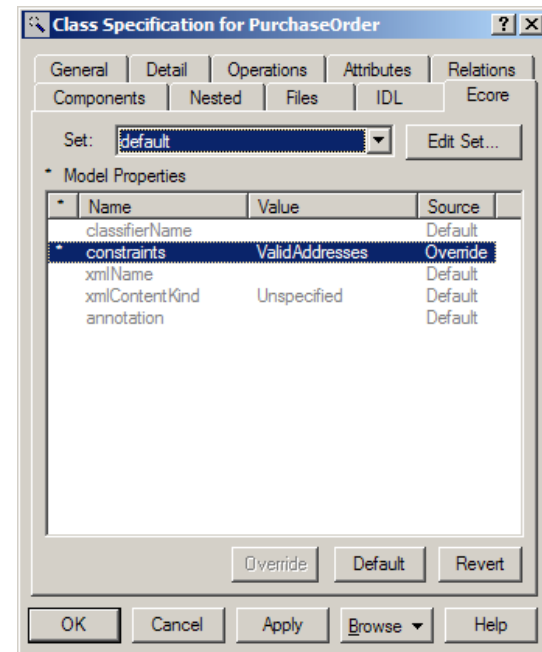 Class Specification for PurchaseOrder
General Detail Operations Attributes Relations
Components Nested Files IDL Ecore
Set: default Edit Set...
* Model Properties
* Name Value Source
classifierName Default
* constraints ValidAddresses Override
xmlName Default
xmlContentKind Unspecified Default
annotation Default
Override Default Revert
OK Cancel Apply Browse Help